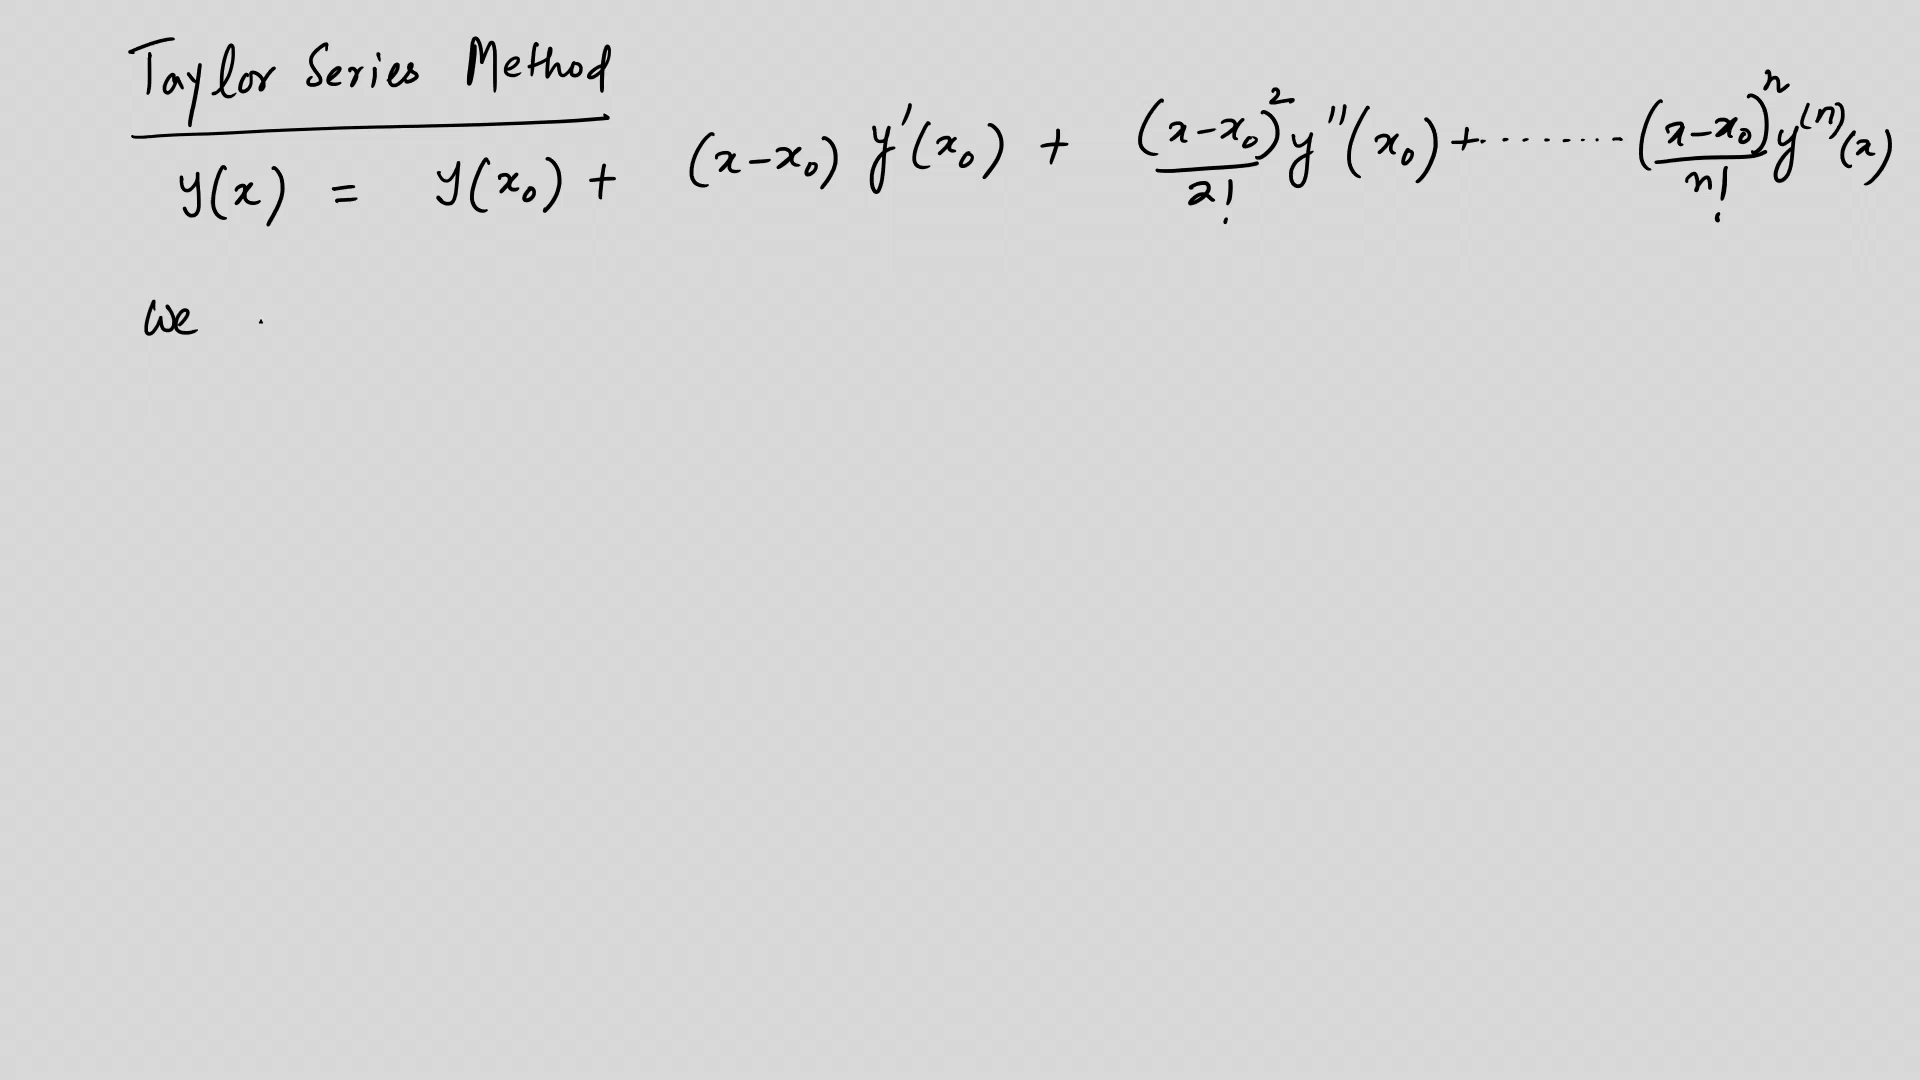 Taylor Series Method
y(x) = y(x₀) + (x-x₀) y'(x₀) + (x-x₀)²/2! y''(x₀) + ........ (x-x₀)ⁿ/n! y⁽ⁿ⁾(x)
we